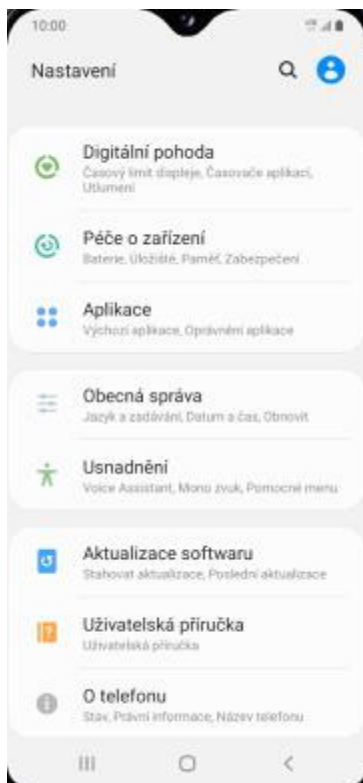 10:00
Nastavení
Digitální pohoda
Časový limit displeje, Časovače aplikací,
Utlumení
Péče o zařízení
Baterie, Úložiště, Paměť, Zabezpečení
Aplikace
Výchozí aplikace, Oprávnění aplikace
Obecná správa
Jazyk a zadávání, Datum a čas, Obnovit
Usnadnění
Voice Assistant, Mono zvuk, Pomocné menu
Aktualizace softwaru
Stahovat aktualizace, Poslední aktualizace
Uživatelská příručka
Uživatelská příručka
O telefonu
Stav, Právní informace, Název telefonu